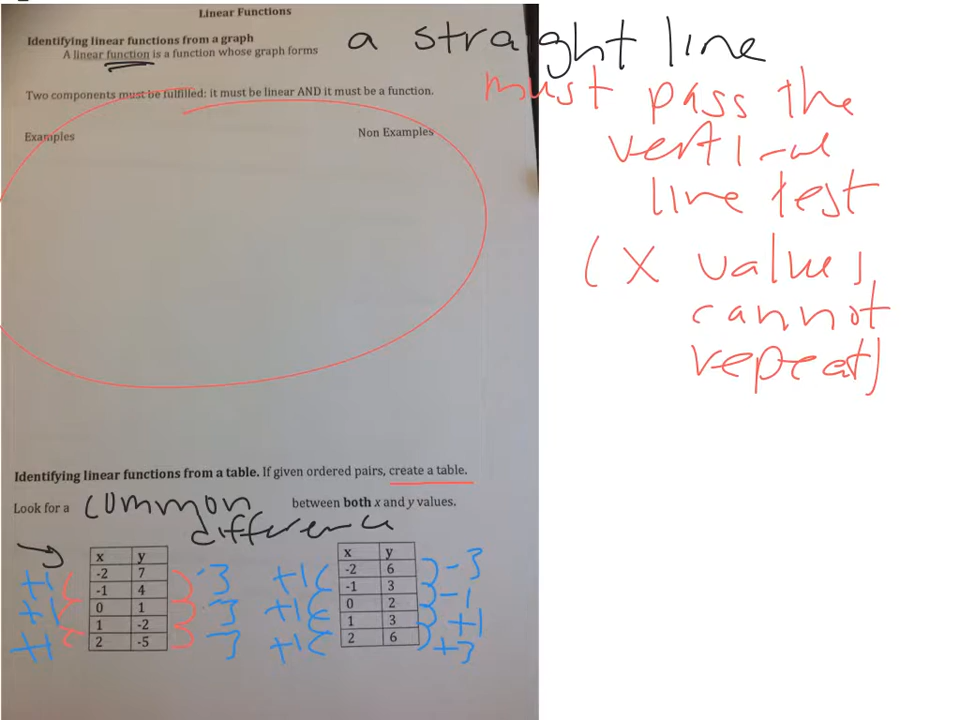 Linear Functions
Identifying linear functions from a graph
A linear function is a function whose graph forms a straight line
Two components must be fulfilled: it must be linear AND it must be a function.
must pass the
vertical
line test
(x values
cannot
repeat)
Examples Non Examples
Identifying linear functions from a table. If given ordered pairs, create a table.
Look for a common difference between both x and y values.
x y
-2 7
-1 4
0 1
1 -2
2 -5
+1 -3
+1 -3
+1 -3
x y
-2 6
-1 3
0 2
1 3
2 6
+1 -3
+1 -1
+1 +1
+3